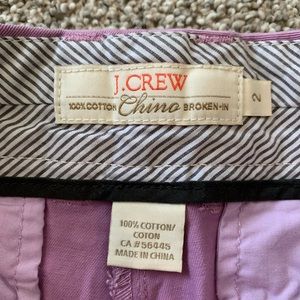 J.CREW
100% COTTON Chino BROKEN-IN
2
100% COTTON/
COTON
CA #56445
MADE IN CHINA